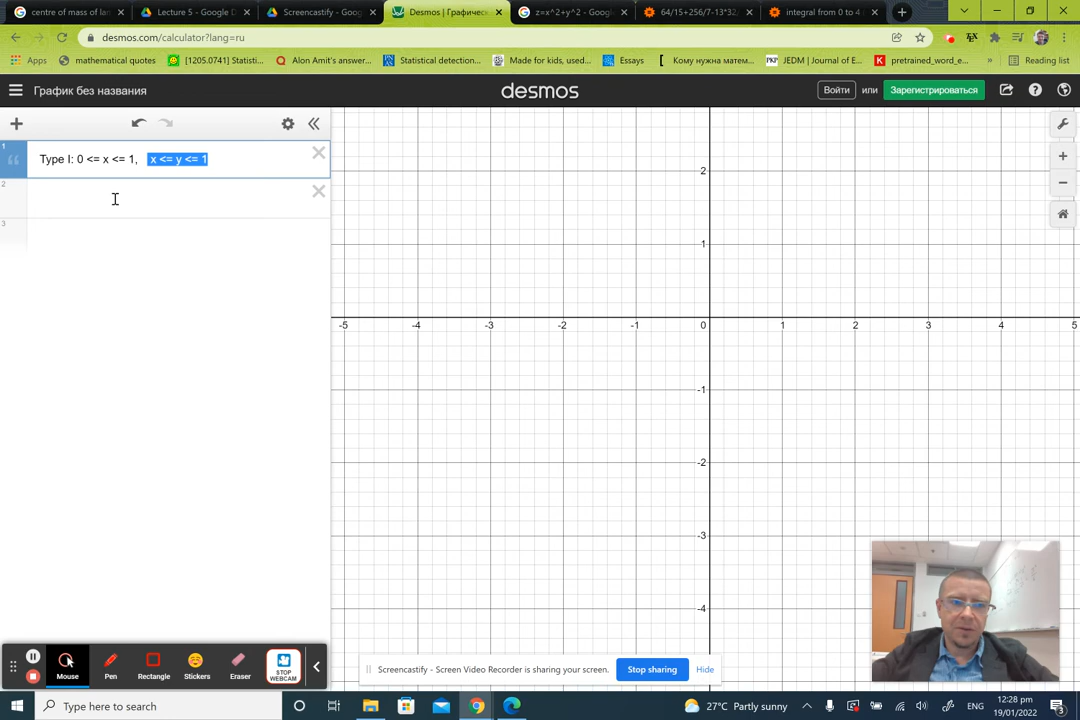 centre of mass of lan
Lecture 5 - Google D
Screencastify - Goog
Desmos | Графическ
z=x^2+y^2 - Google
64/15+256/7-13*32
integral from 0 to 4
desmos.com/calculator?lang=ru
Apps
mathematical quotes
[1205.0741] Statisti...
Alon Amit's answer...
Statistical detection...
Made for kids, used...
Essays
Кому нужна матем...
PKP
JEDM | Journal of E...
pretrained_word_e...
»
Reading list
График без названия
desmos
Войти
или
Зарегистрироваться
1
Type I: 0 <= x <= 1, x <= y <= 1
2
3
2
1
-5
-4
-3
-2
-1
0
1
2
3
4
5
-1
-2
-3
-4
Mouse
Pen
Rectangle
Stickers
Eraser
STOP WEBCAM
Screencastify - Screen Video Recorder is sharing your screen.
Stop sharing
Hide
Type here to search
27°C Partly sunny
ENG
12:28 pm
19/01/2022
3